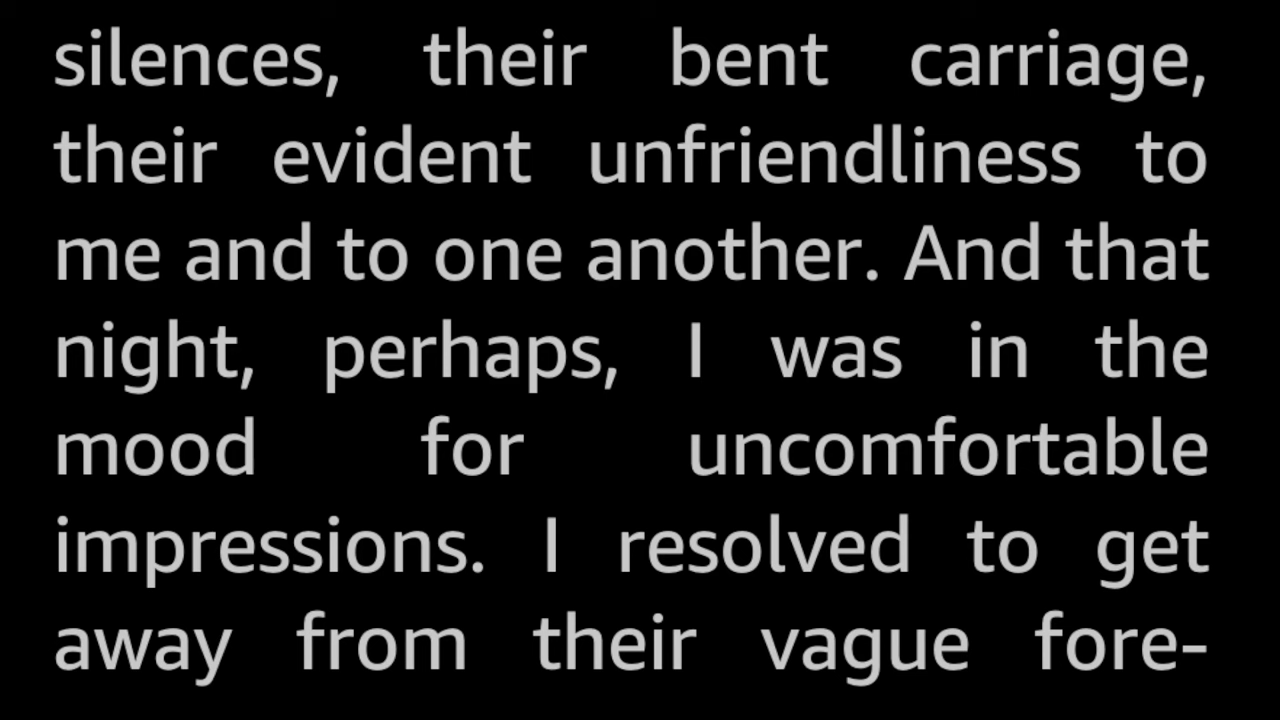 silences, their bent carriage,
their evident unfriendliness to
me and to one another. And that
night, perhaps, I was in the
mood for uncomfortable
impressions. I resolved to get
away from their vague fore-